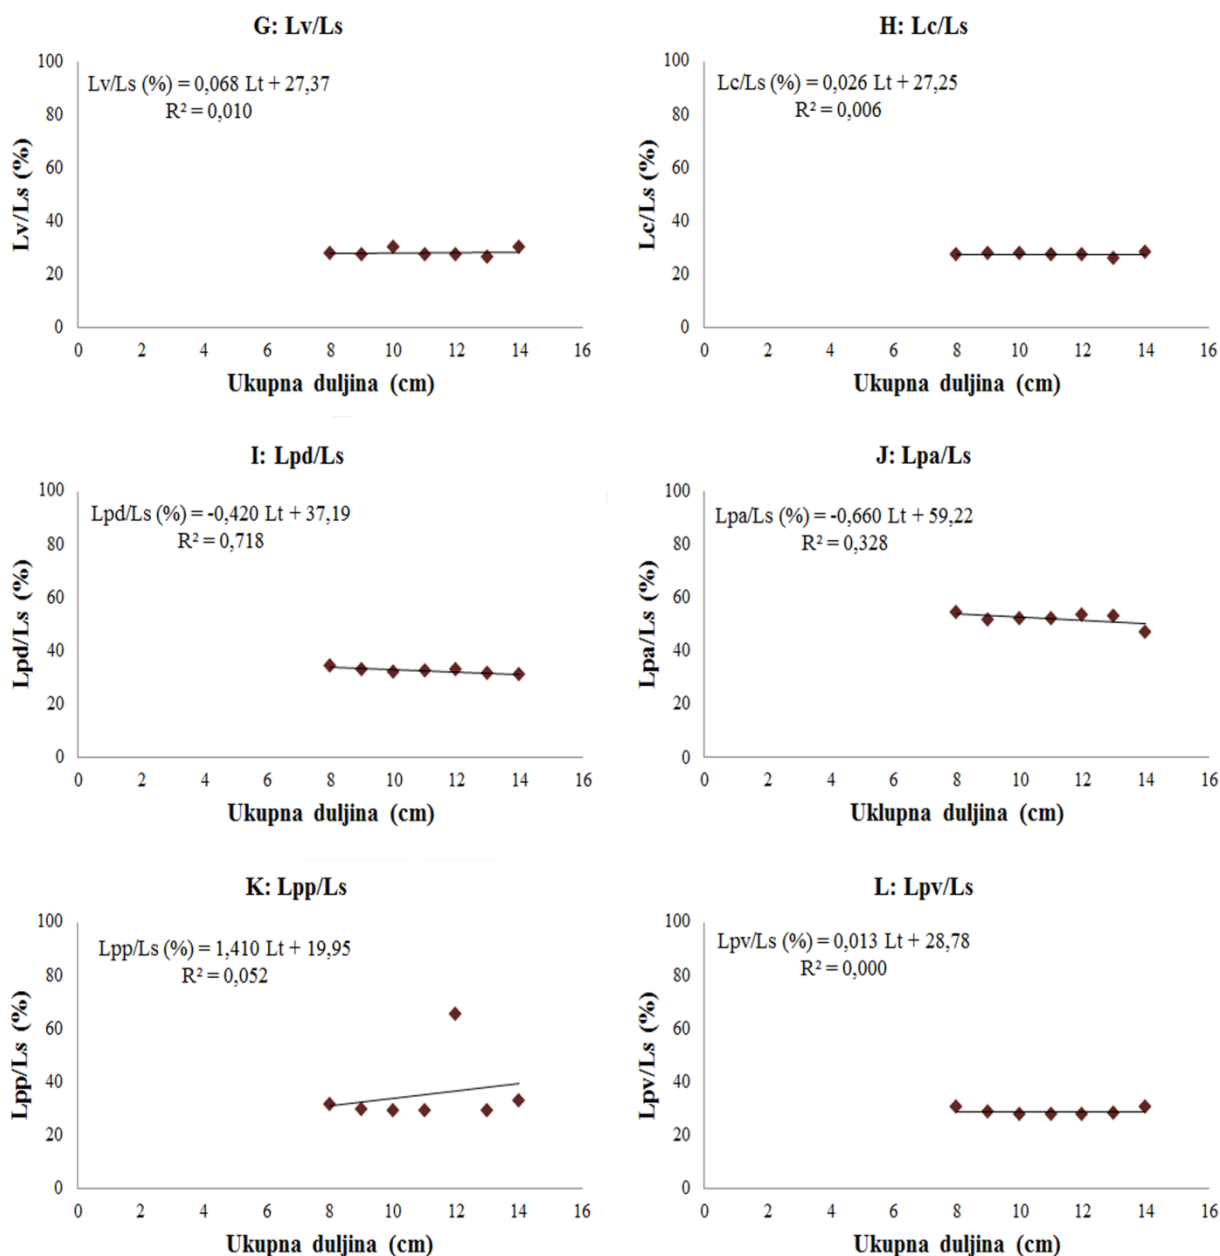 G: Lv/Ls
Lv/Ls (%) = 0,068 Lt + 27,37
R² = 0,010
100
80
60
40
20
0
Lv/Ls (%)
0 2 4 6 8 10 12 14 16
Ukupna duljina (cm)
H: Lc/Ls
Lc/Ls (%) = 0,026 Lt + 27,25
R² = 0,006
100
80
60
40
20
0
Lc/Ls (%)
0 2 4 6 8 10 12 14 16
Ukupna duljina (cm)
I: Lpd/Ls
Lpd/Ls (%) = -0,420 Lt + 37,19
R² = 0,718
100
80
60
40
20
0
Lpd/Ls (%)
0 2 4 6 8 10 12 14 16
Ukupna duljina (cm)
J: Lpa/Ls
Lpa/Ls (%) = -0,660 Lt + 59,22
R² = 0,328
100
80
60
40
20
0
Lpa/Ls (%)
0 2 4 6 8 10 12 14 16
Uklupna duljina (cm)
K: Lpp/Ls
Lpp/Ls (%) = 1,410 Lt + 19,95
R² = 0,052
100
80
60
40
20
0
Lpp/Ls (%)
0 2 4 6 8 10 12 14 16
Ukupna duljina (cm)
L: Lpv/Ls
Lpv/Ls (%) = 0,013 Lt + 28,78
R² = 0,000
100
80
60
40
20
0
Lpv/Ls (%)
0 2 4 6 8 10 12 14 16
Ukupna duljina (cm)